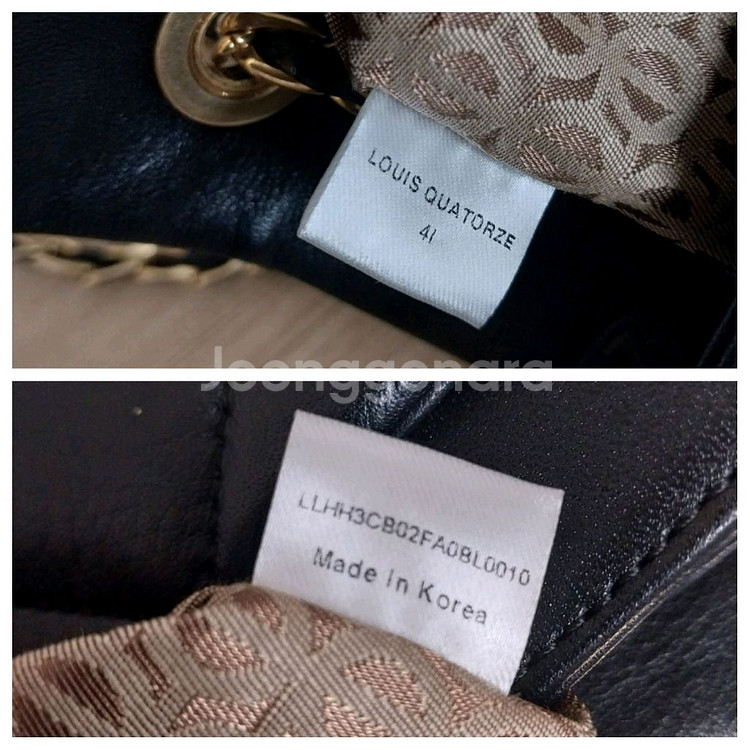 LOUIS QUATORZE
4I
Joonggonara
LLHH3CB02FA0BL0010
Made in Korea